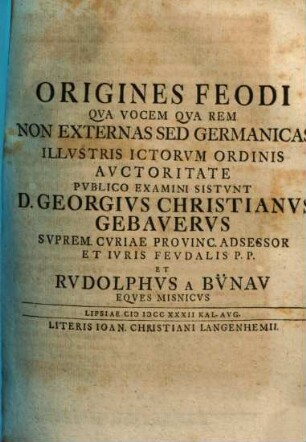 ORIGINES FEODI
QVA VOCEM QVA REM
NON EXTERNAS SED GERMANICAS
ILLVSTRIS ICTORVM ORDINIS
AVCTORITATE
PVBLICO EXAMINI SISTVNT
D. GEORGIVS CHRISTIANVS
GEBAVERVS
SVPREM. CVRIAE PROVINC. ADSESSOR
ET IVRIS FEVDALIS P. P.
ET
RVDOLPHVS A BÜNAV
EQVES MISNICVS
LIPSIAE CIƆ IƆCC XXXII KAL. AVG.
LITERIS IOAN. CHRISTIANI LANGENHEMII.